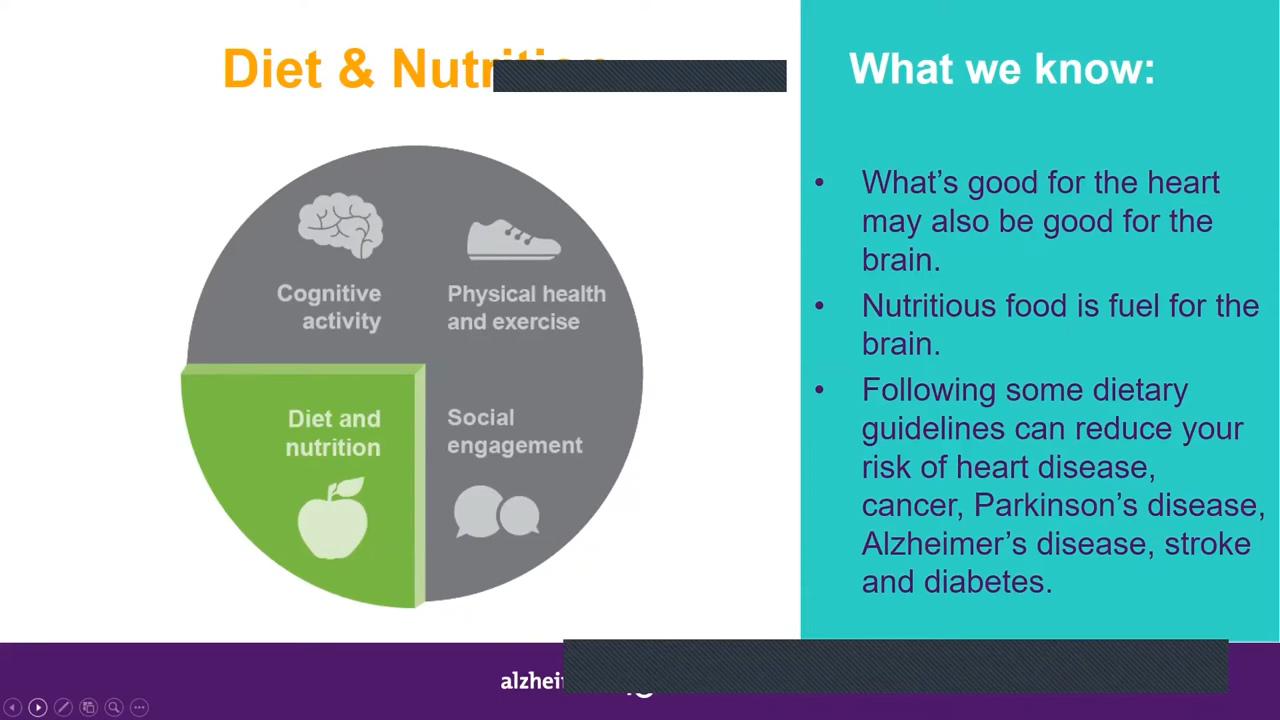 Diet & Nutrition
What we know:
• What’s good for the heart
may also be good for the
brain.
• Nutritious food is fuel for the
brain.
• Following some dietary
guidelines can reduce your
risk of heart disease,
cancer, Parkinson’s disease,
Alzheimer’s disease, stroke
and diabetes.
Cognitive
activity
Physical health
and exercise
Diet and
nutrition
Social
engagement